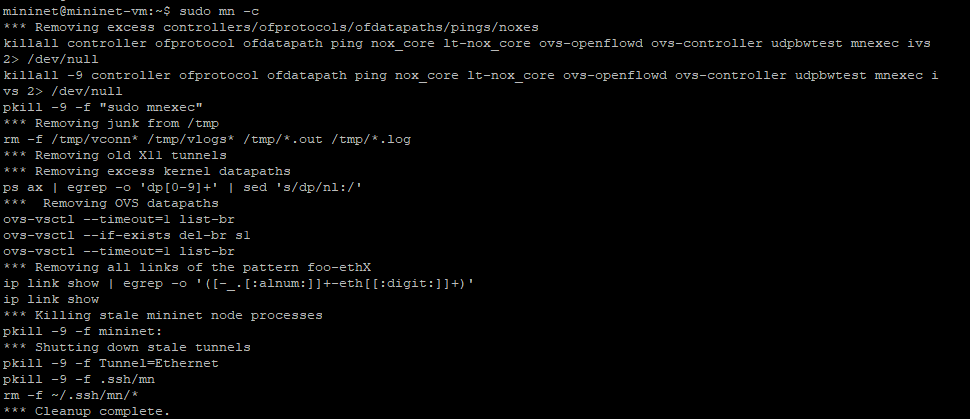 mininet@mininet-vm:~$ sudo mn -c
*** Removing excess controllers/ofprotocols/ofdatapaths/pings/noxes
killall controller ofprotocol ofdatapath ping nox_core lt-nox_core ovs-openflowd ovs-controller udpbwtest mnexec ivs
2> /dev/null
killall -9 controller ofprotocol ofdatapath ping nox_core lt-nox_core ovs-openflowd ovs-controller udpbwtest mnexec i
vs 2> /dev/null
pkill -9 -f "sudo mnexec"
*** Removing junk from /tmp
rm -f /tmp/vconn* /tmp/vlogs* /tmp/*.out /tmp/*.log
*** Removing old X11 tunnels
*** Removing excess kernel datapaths
ps ax | egrep -o 'dp[0-9]+' | sed 's/dp/nl:/'
***  Removing OVS datapaths
ovs-vsctl --timeout=1 list-br
ovs-vsctl --if-exists del-br s1
ovs-vsctl --timeout=1 list-br
*** Removing all links of the pattern foo-ethX
ip link show | egrep -o '([-_.[:alnum:]]+-eth[[:digit:]]+)'
ip link show
*** Killing stale mininet node processes
pkill -9 -f mininet:
*** Shutting down stale tunnels
pkill -9 -f Tunnel=Ethernet
pkill -9 -f .ssh/mn
rm -f ~/.ssh/mn/*
*** Cleanup complete.